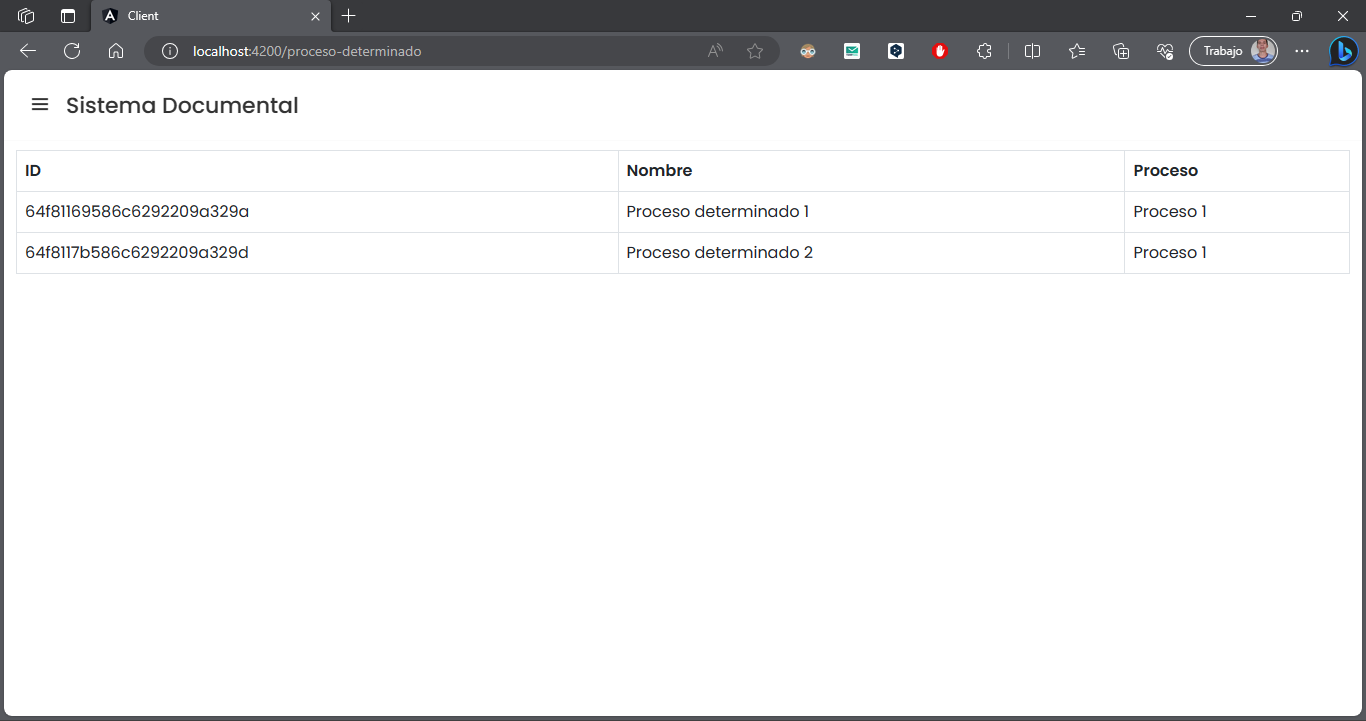 Client
localhost:4200/proceso-determinado
Trabajo
Sistema Documental
ID Nombre Proceso
64f81169586c6292209a329a Proceso determinado 1 Proceso 1
64f8117b586c6292209a329d Proceso determinado 2 Proceso 1